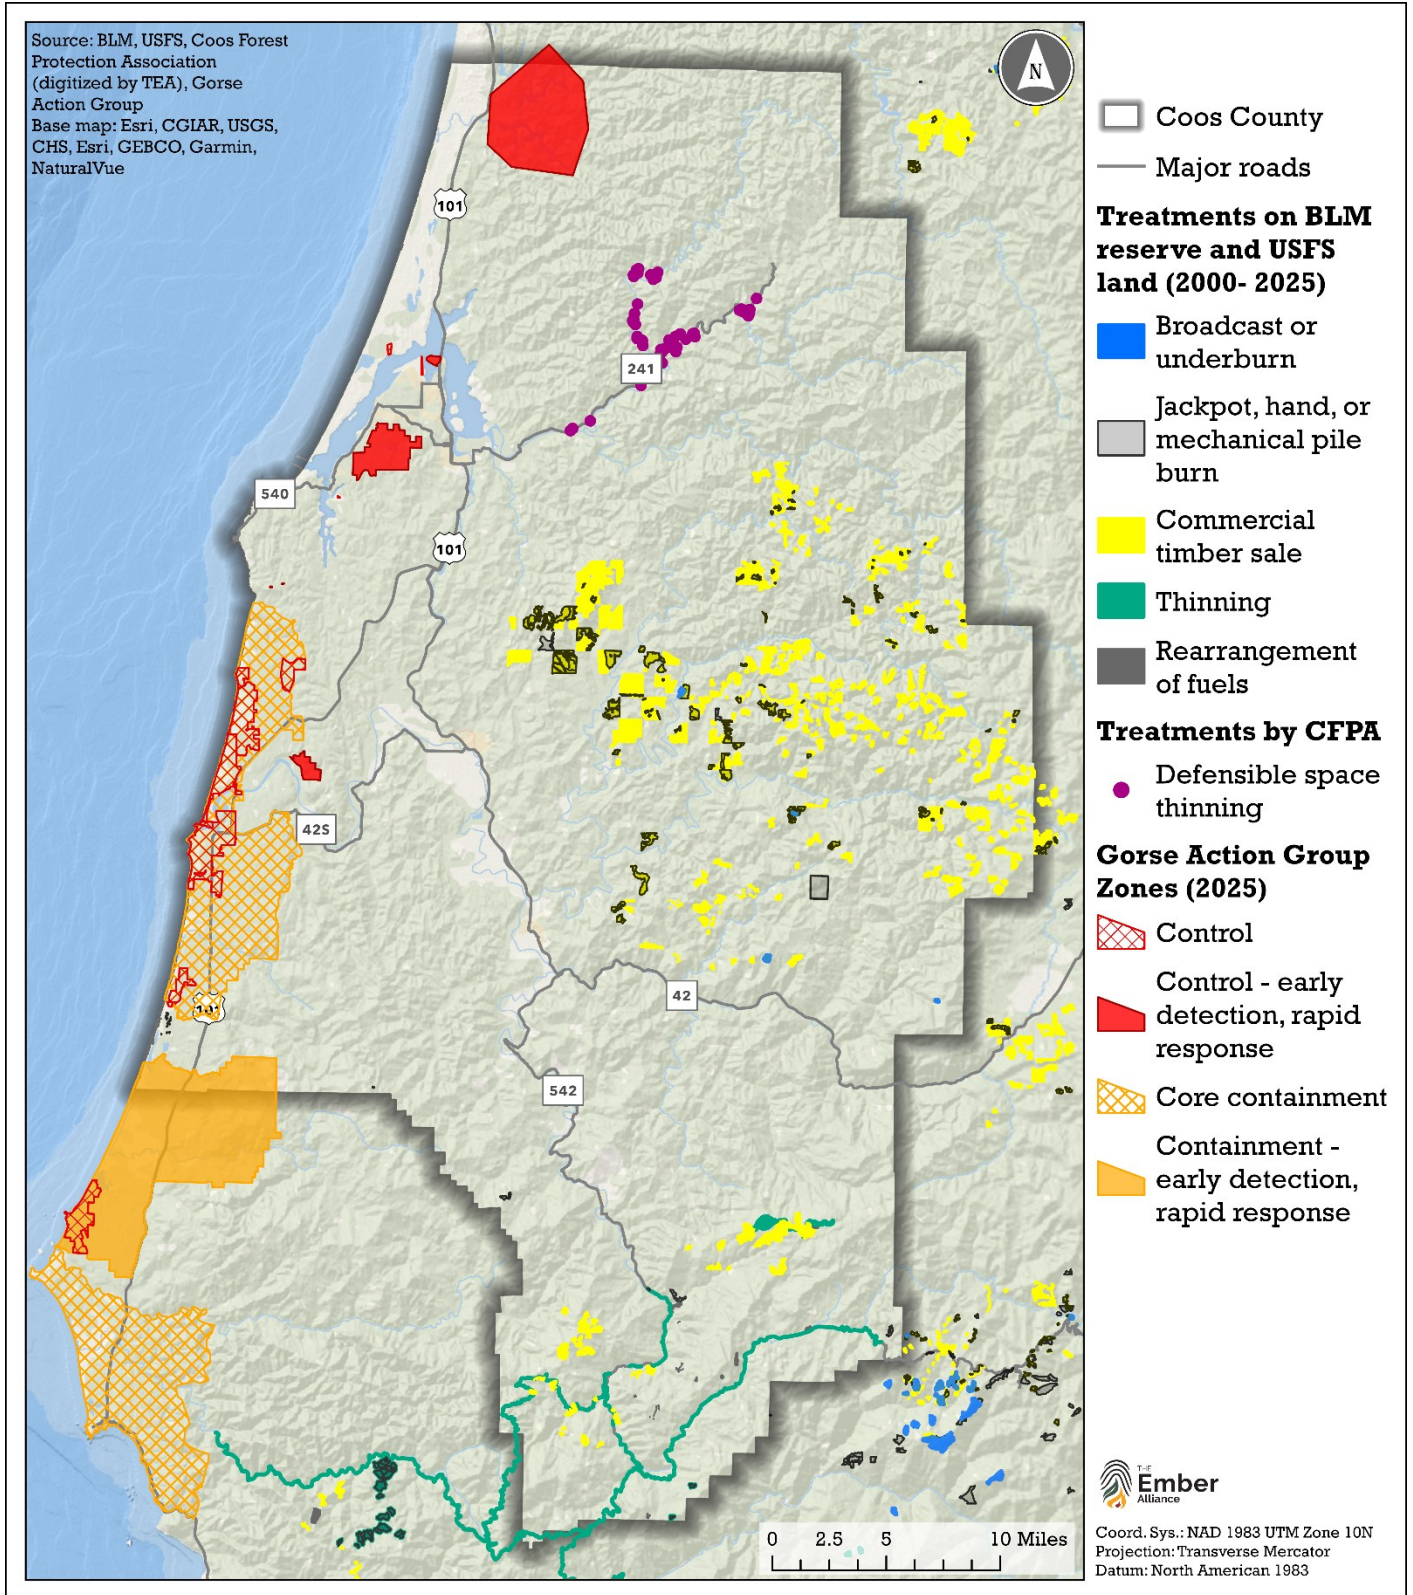 Source: BLM, USFS, Coos Forest
Protection Association
(digitized by TEA), Gorse
Action Group
Base map: Esri, CGIAR, USGS,
CHS, Esri, GEBCO, Garmin,
NaturalVue
N
101
241
540
101
42S
101
42
542
0 2.5 5 10 Miles
Coos County
Major roads
Treatments on BLM
reserve and USFS
land (2000- 2025)
Broadcast or
underburn
Jackpot, hand, or
mechanical pile
burn
Commercial
timber sale
Thinning
Rearrangement
of fuels
Treatments by CFPA
Defensible space
thinning
Gorse Action Group
Zones (2025)
Control
Control - early
detection, rapid
response
Core containment
Containment -
early detection,
rapid response
THE
Ember
Alliance
Coord. Sys.: NAD 1983 UTM Zone 10N
Projection: Transverse Mercator
Datum: North American 1983